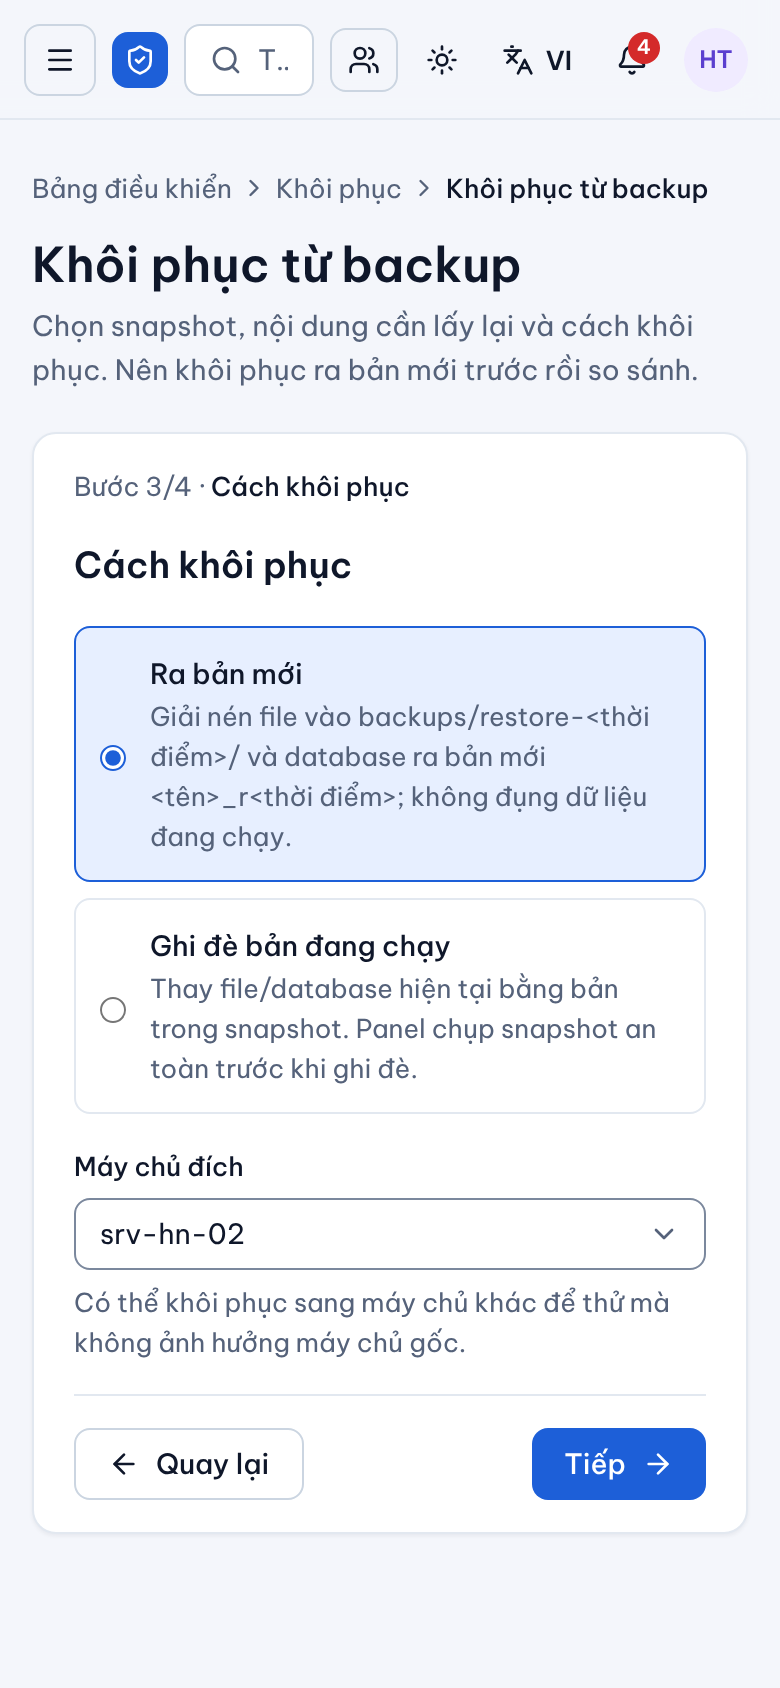 T..
VI
4
HT
Bảng điều khiển > Khôi phục > Khôi phục từ backup
Khôi phục từ backup
Chọn snapshot, nội dung cần lấy lại và cách khôi
phục. Nên khôi phục ra bản mới trước rồi so sánh.
Bước 3/4 · Cách khôi phục
Cách khôi phục
Ra bản mới
Giải nén file vào backups/restore-<thời
điểm>/ và database ra bản mới
<tên>_r<thời điểm>; không đụng dữ liệu
đang chạy.
Ghi đè bản đang chạy
Thay file/database hiện tại bằng bản
trong snapshot. Panel chụp snapshot an
toàn trước khi ghi đè.
Máy chủ đích
srv-hn-02
Có thể khôi phục sang máy chủ khác để thử mà
không ảnh hưởng máy chủ gốc.
Quay lại
Tiếp